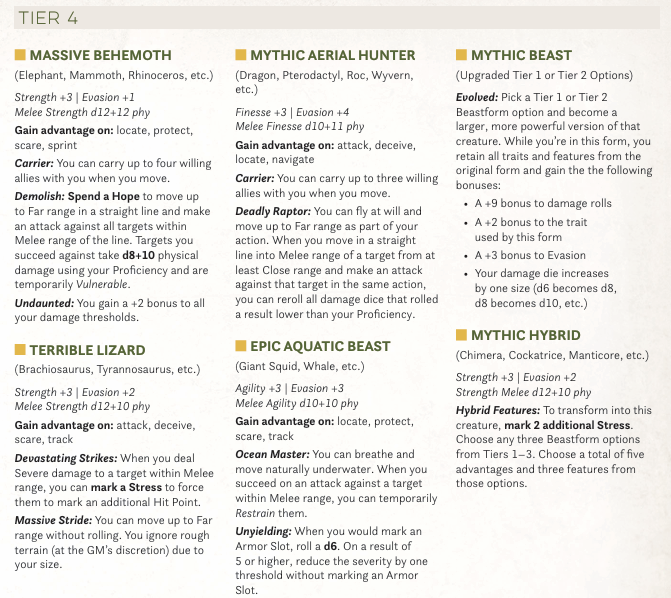 TIER 4
MASSIVE BEHEMOTH
(Elephant, Mammoth, Rhinoceros, etc.)
Strength +3 | Evasion +1
Melee Strength d12+12 phy
Gain advantage on: locate, protect,
scare, sprint
Carrier: You can carry up to four willing
allies with you when you move.
Demolish: Spend a Hope to move up
to Far range in a straight line and make
an attack against all targets within
Melee range of the line. Targets you
succeed against take d8+10 physical
damage using your Proficiency and are
temporarily Vulnerable.
Undaunted: You gain a +2 bonus to all
your damage thresholds.
TERRIBLE LIZARD
(Brachiosaurus, Tyrannosaurus, etc.)
Strength +3 | Evasion +2
Melee Strength d12+10 phy
Gain advantage on: attack, deceive,
scare, track
Devastating Strikes: When you deal
Severe damage to a target within Melee
range, you can mark a Stress to force
them to mark an additional Hit Point.
Massive Stride: You can move up to Far
range without rolling. You ignore rough
terrain (at the GM's discretion) due to
your size.
MYTHIC AERIAL HUNTER
(Dragon, Pterodactyl, Roc, Wyvern,
etc.)
Finesse +3 | Evasion +4
Melee Finesse d10+11 phy
Gain advantage on: attack, deceive,
locate, navigate
Carrier: You can carry up to three willing
allies with you when you move.
Deadly Raptor: You can fly at will and
move up to Far range as part of your
action. When you move in a straight
line into Melee range of a target from at
least Close range and make an attack
against that target in the same action,
you can reroll all damage dice that rolled
a result lower than your Proficiency.
EPIC AQUATIC BEAST
(Giant Squid, Whale, etc.)
Agility +3 | Evasion +3
Melee Agility d10+10 phy
Gain advantage on: locate, protect,
scare, track
Ocean Master: You can breathe and
move naturally underwater. When you
succeed on an attack against a target
within Melee range, you can temporarily
Restrain them.
Unyielding: When you would mark an
Armor Slot, roll a d6. On a result of
5 or higher, reduce the severity by one
threshold without marking an Armor
Slot.
MYTHIC BEAST
(Upgraded Tier 1 or Tier 2 Options)
Evolved: Pick a Tier 1 or Tier 2
Beastform option and become a
larger, more powerful version of that
creature. While you're in this form, you
retain all traits and features from the
original form and gain the the following
bonuses:
• A +9 bonus to damage rolls
• A +2 bonus to the trait
used by this form
• A +3 bonus to Evasion
• Your damage die increases
by one size (d6 becomes d8,
d8 becomes d10, etc.)
MYTHIC HYBRID
(Chimera, Cockatrice, Manticore, etc.)
Strength +3 | Evasion +2
Strength Melee d12+10 phy
Hybrid Features: To transform into this
creature, mark 2 additional Stress.
Choose any three Beastform options
from Tiers 1–3. Choose a total of five
advantages and three features from
those options.